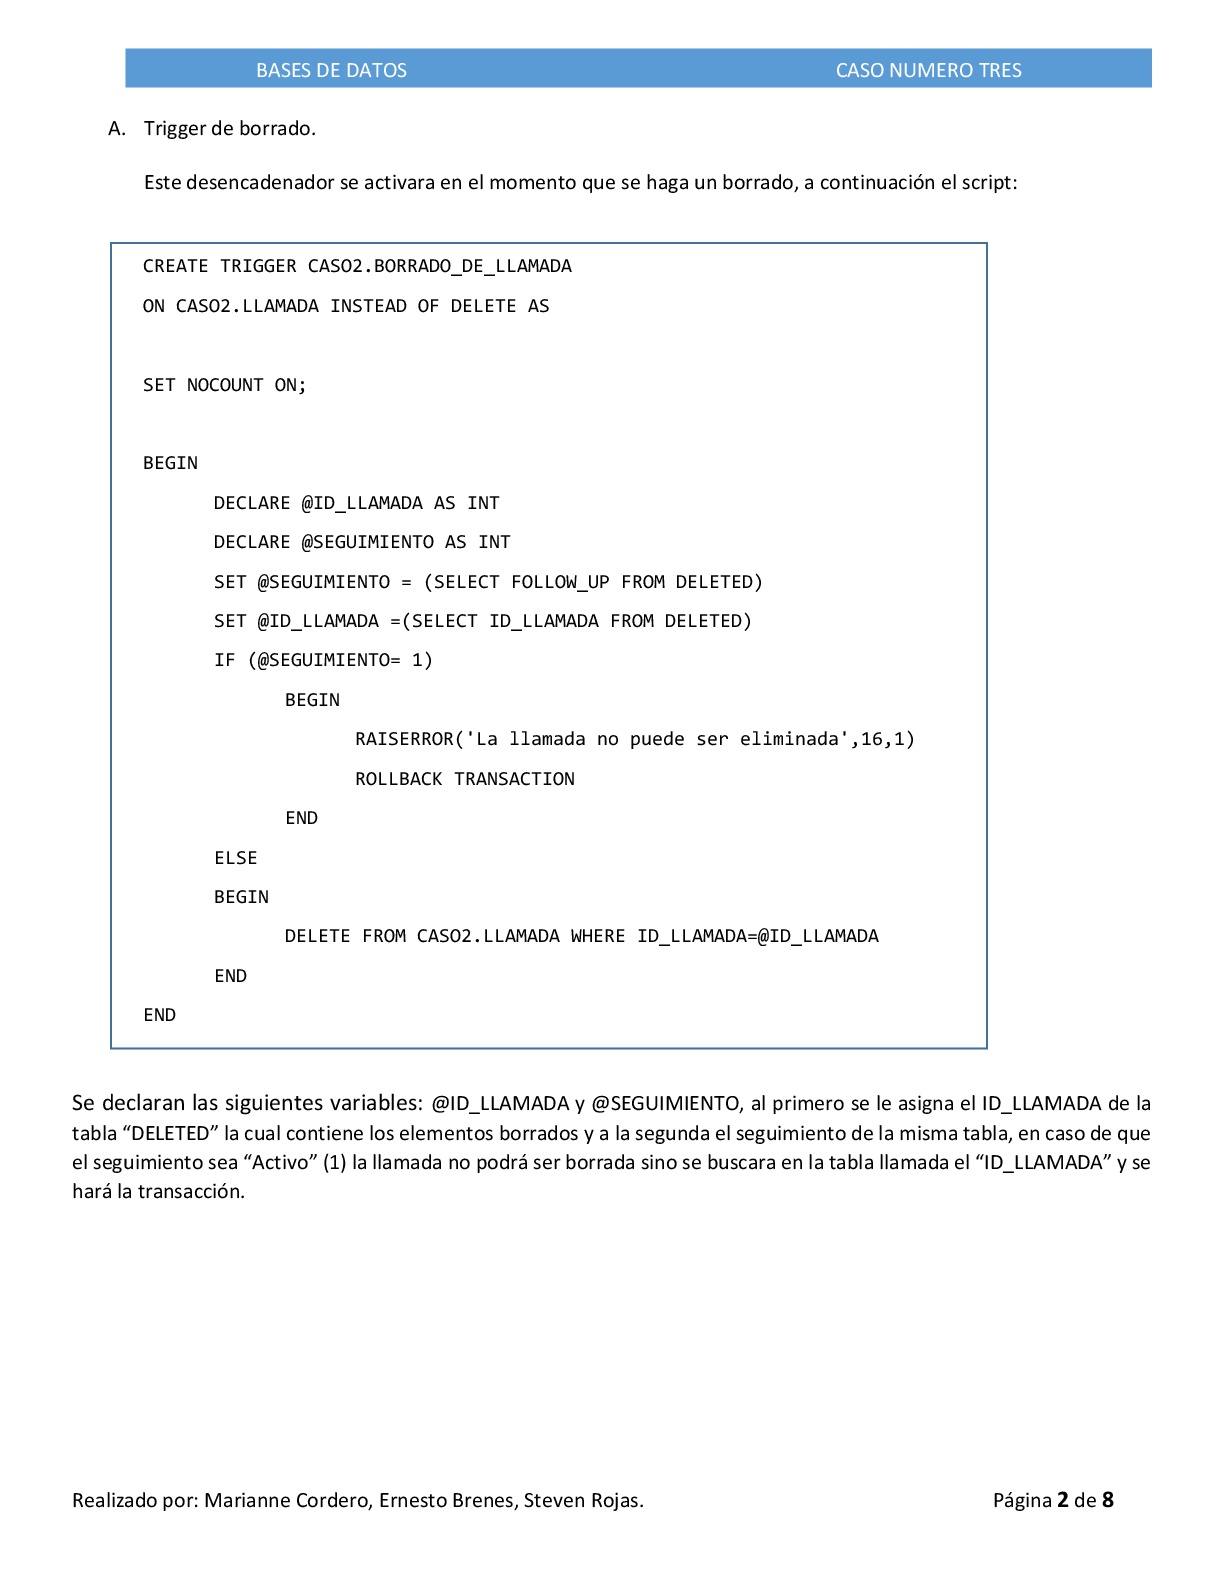 BASES DE DATOS CASO NUMERO TRES
A. Trigger de borrado.
Este desencadenador se activara en el momento que se haga un borrado, a continuación el script:
CREATE TRIGGER CASO2.BORRADO_DE_LLAMADA
ON CASO2.LLAMADA INSTEAD OF DELETE AS
SET NOCOUNT ON;
BEGIN
DECLARE @ID_LLAMADA AS INT
DECLARE @SEGUIMIENTO AS INT
SET @SEGUIMIENTO = (SELECT FOLLOW_UP FROM DELETED)
SET @ID_LLAMADA =(SELECT ID_LLAMADA FROM DELETED)
IF (@SEGUIMIENTO= 1)
BEGIN
RAISERROR('La llamada no puede ser eliminada',16,1)
ROLLBACK TRANSACTION
END
ELSE
BEGIN
DELETE FROM CASO2.LLAMADA WHERE ID_LLAMADA=@ID_LLAMADA
END
END
Se declaran las siguientes variables: @ID_LLAMADA y @SEGUIMIENTO, al primero se le asigna el ID_LLAMADA de la
tabla “DELETED” la cual contiene los elementos borrados y a la segunda el seguimiento de la misma tabla, en caso de que
el seguimiento sea “Activo” (1) la llamada no podrá ser borrada sino se buscara en la tabla llamada el “ID_LLAMADA” y se
hará la transacción.
Realizado por: Marianne Cordero, Ernesto Brenes, Steven Rojas. Página 2 de 8